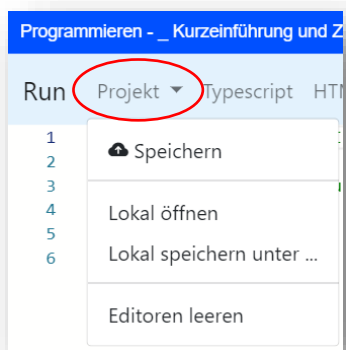 Programmieren - _ Kurzeinführung und Z
Run Projekt Typescript HTM
1
2
3
4
5
6
Speichern
Lokal öffnen
Lokal speichern unter ...
Editoren leeren